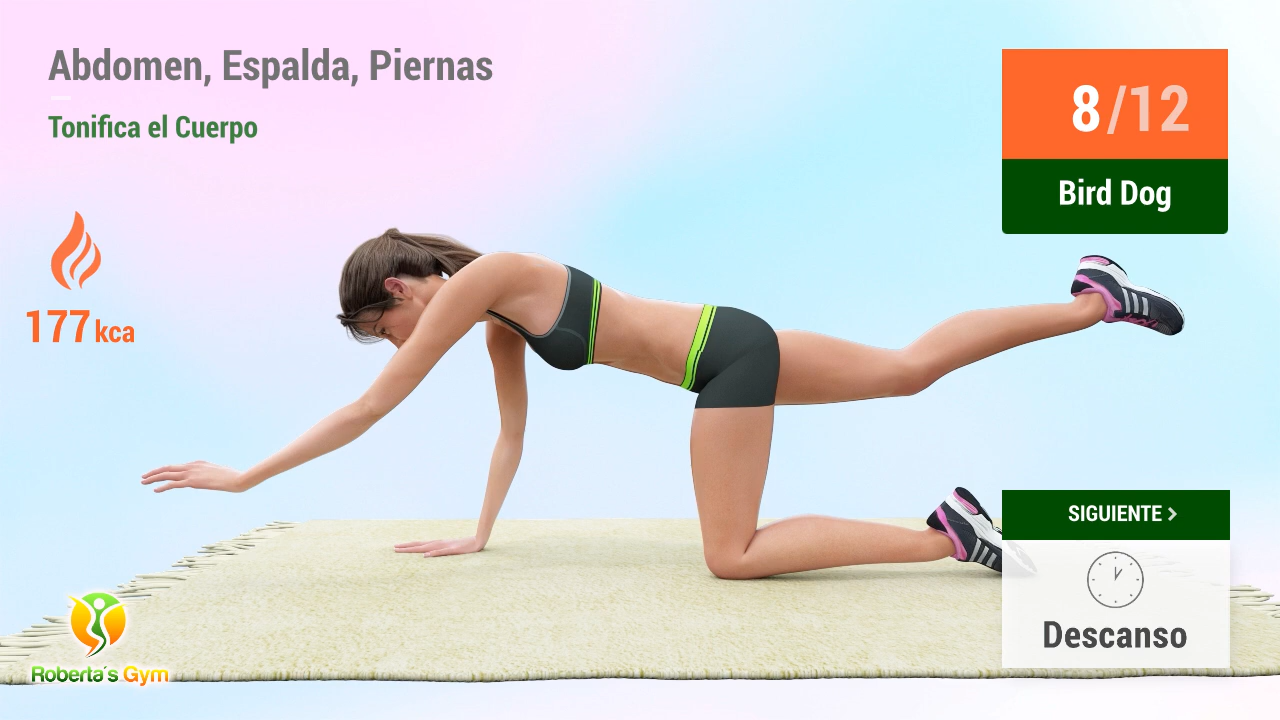 Abdomen, Espalda, Piernas
Tonifica el Cuerpo
8/12
Bird Dog
177 kca
SIGUIENTE >
Descanso
Roberta´s Gym